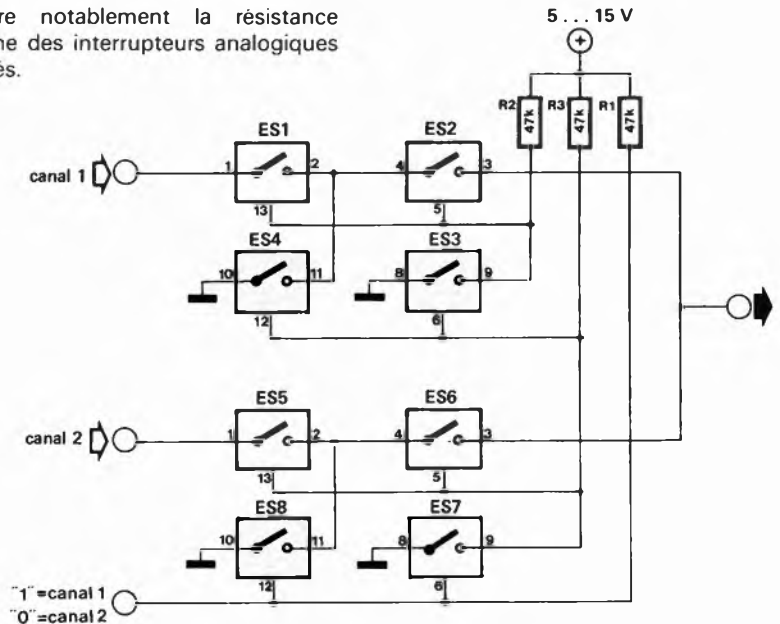 re notablement la résistance
ne des interrupteurs analogiques
és.
5 . . . 15 V
+
R2 47k R3 47k R1 47k
ES1 ES2
canal 1 1 2 4 3
13 5
ES4 ES3
10 11 8 9
12 6
ES5 ES6
canal 2 1 2 4 3
13 5
ES8 ES7
10 11 8 9
12 6
"1"=canal 1
"0"=canal 2